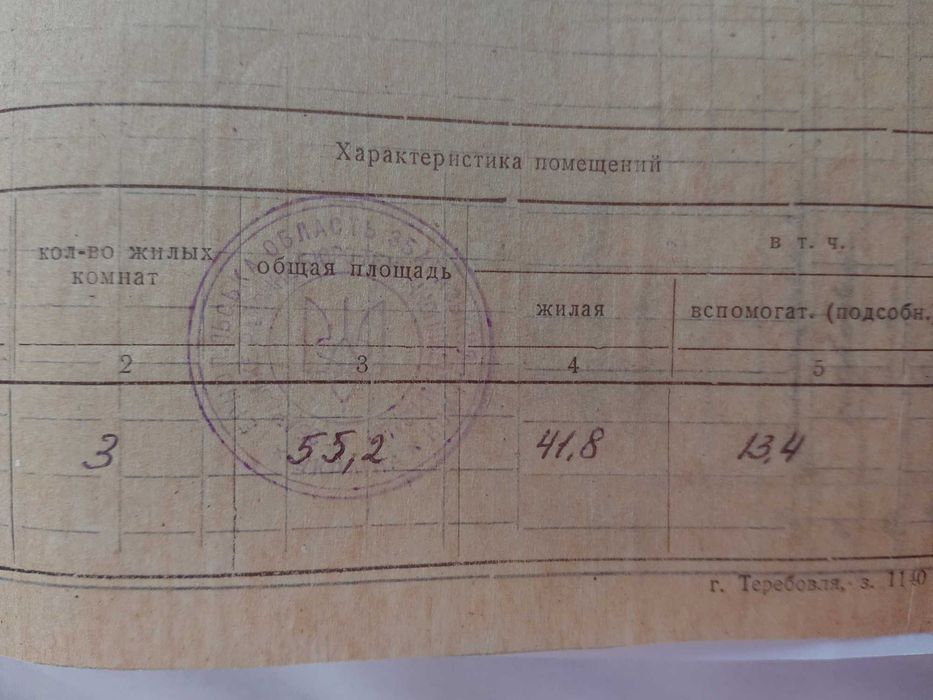 Характеристика помещений
кол-во жилых
комнат
общая площадь
в т. ч.
жилая
вспомогат. (подсобн.
2 3 4 5
3 55,2 41,8 13,4
ОБЛАСТЬ
г. Теребовля, з. 1140